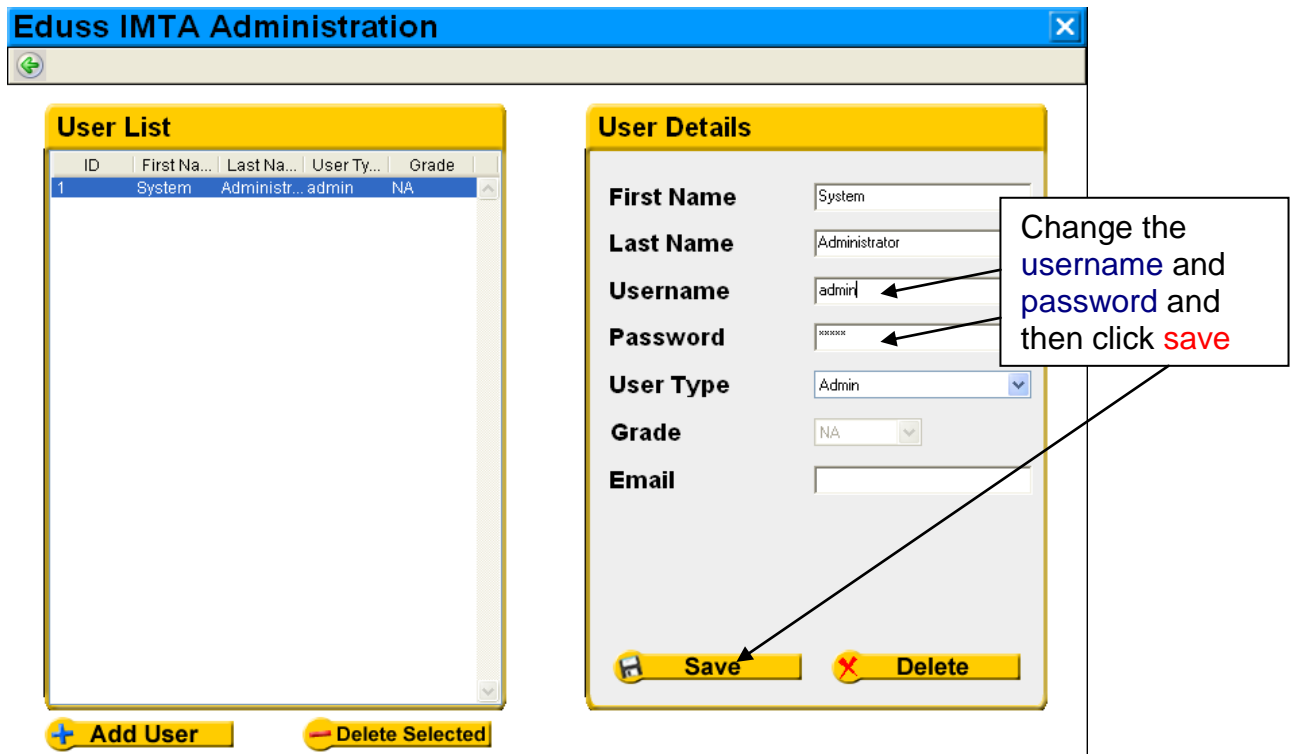 Eduss IMTA Administration
User List
ID First Na... Last Na... User Ty... Grade
1 System Administr... admin NA
Add User
Delete Selected
User Details
First Name System
Last Name Administrator
Username admin
Password *****
User Type Admin
Grade NA
Email
Save
Delete
Change the
username and
password and
then click save